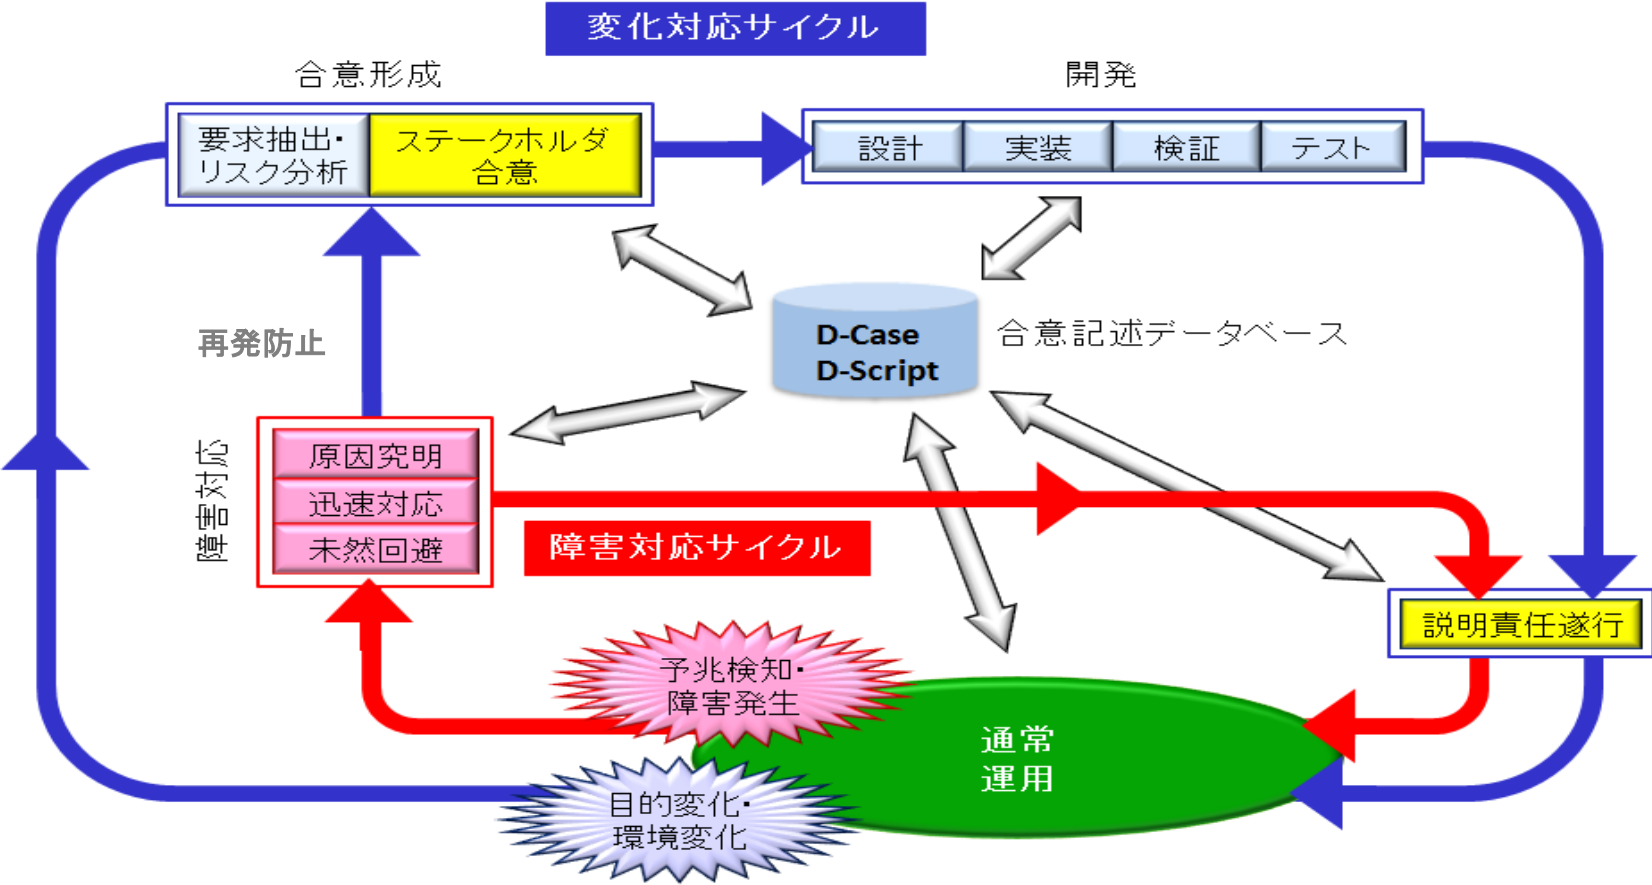 変化対応サイクル
合意形成
開発
要求抽出・
リスク分析
ステークホルダ
合意
設計
実装
検証
テスト
D-Case
D-Script
合意記述データベース
再発防止
障害対応
原因究明
迅速対応
未然回避
障害対応サイクル
説明責任遂行
予兆検知・
障害発生
通常
運用
目的変化・
環境変化